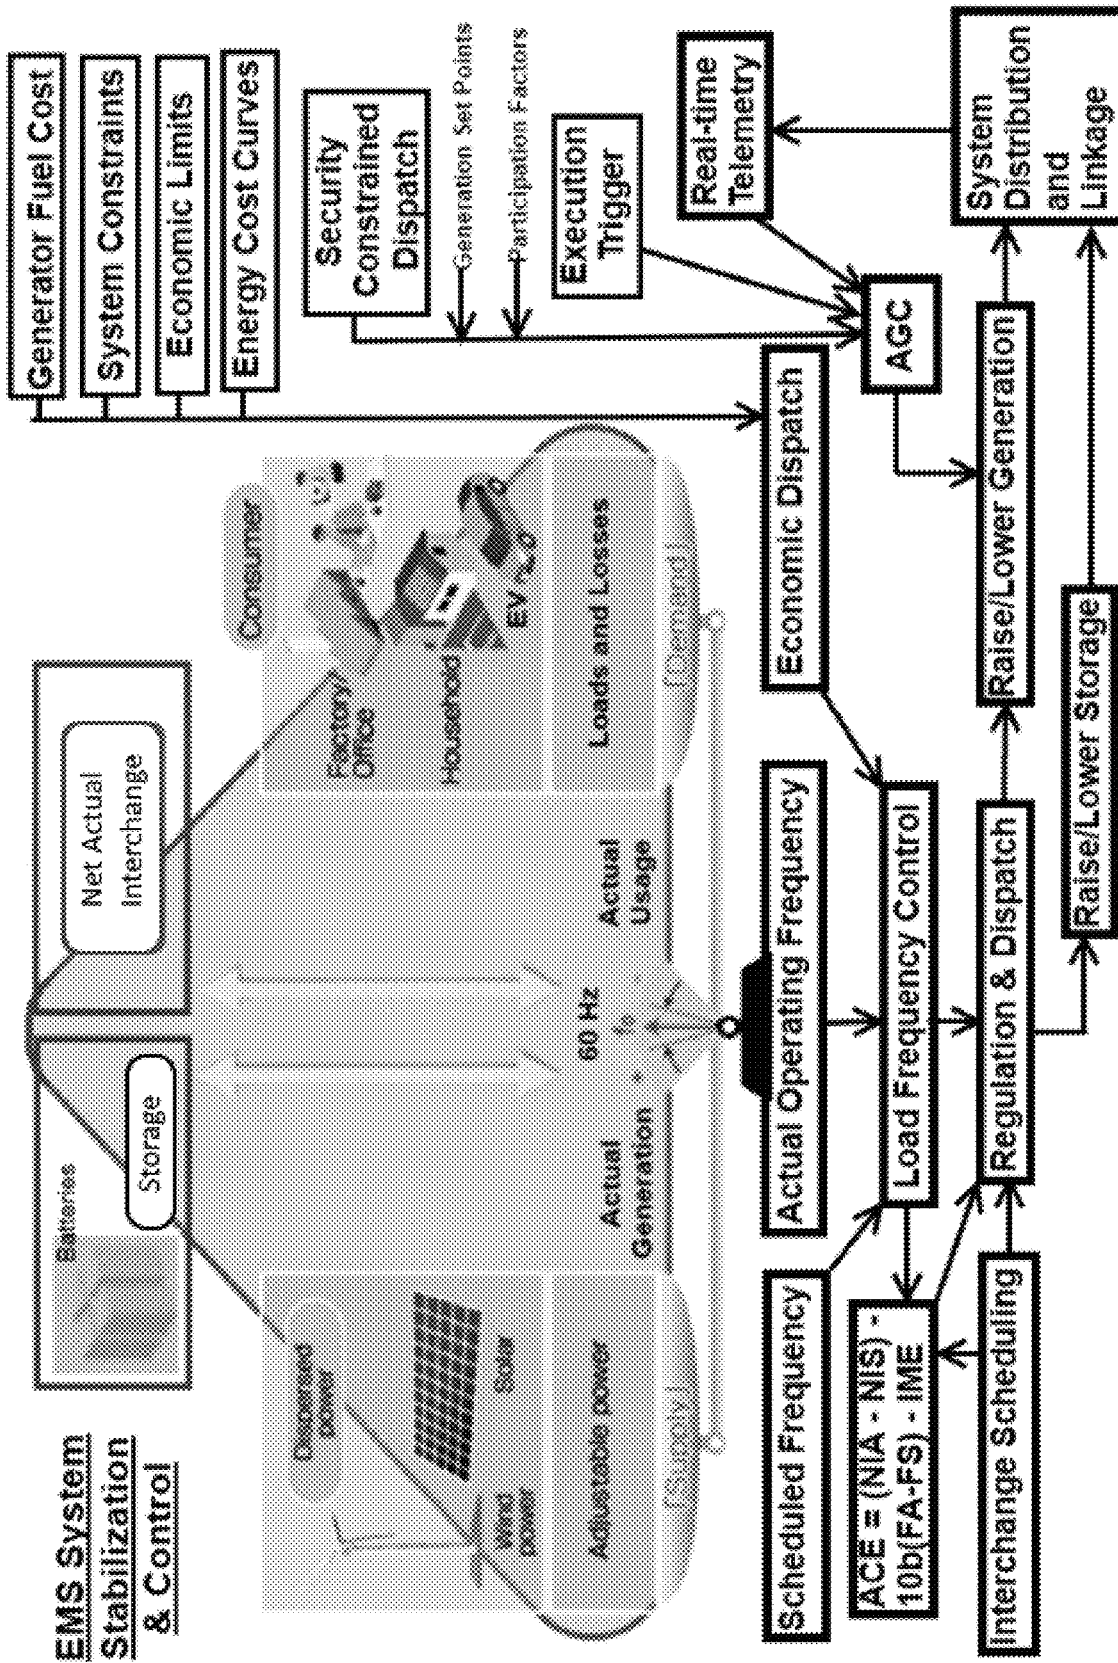 EMS System
Stabilization
& Control
Batteries
Storage
Net Actual
Interchange
Consumer
Dispersed
power
Wind
power
Solar
Adjustable power
[Supply]
Actual
Generation
60 Hz
f₀
+
-
Actual
Usage
Factory
Office
Household
EV
Loads and Losses
[Demand]
Generator Fuel Cost
System Constraints
Economic Limits
Energy Cost Curves
Security
Constrained
Dispatch
Generation Set Points
Participation Factors
Execution
Trigger
Real-time
Telemetry
Scheduled Frequency
Actual Operating Frequency
Economic Dispatch
AGC
ACE = (NIA - NIS) -
10b(FA-FS) - IME
Load Frequency Control
Interchange Scheduling
Regulation & Dispatch
Raise/Lower Generation
Raise/Lower Storage
System
Distribution
and
Linkage